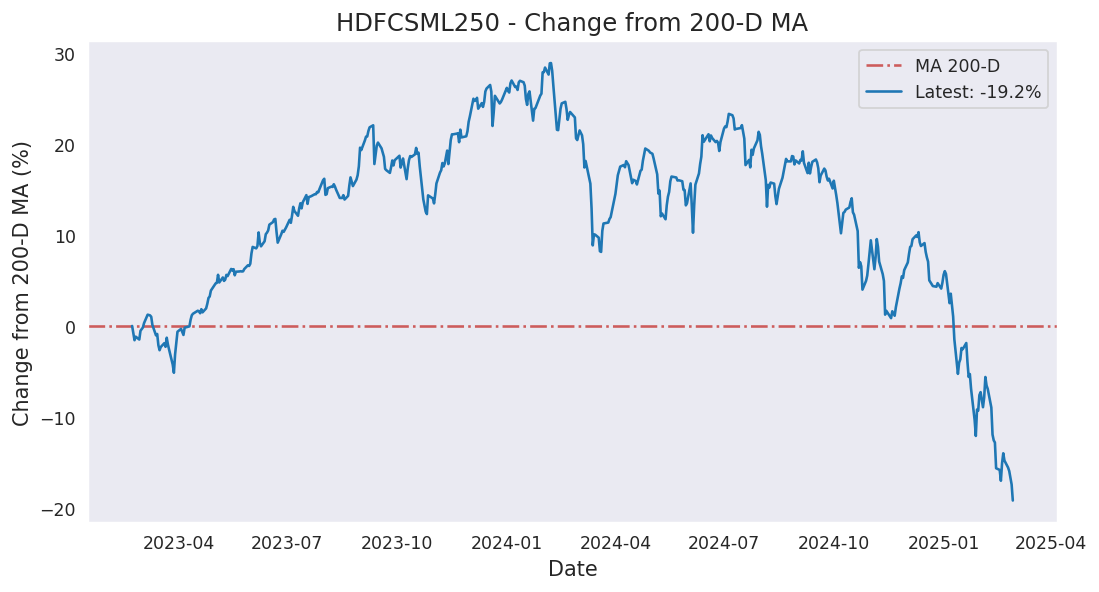 HDFCSML250 - Change from 200-D MA
Change from 200-D MA (%)
30
20
10
0
−10
−20
MA 200-D
Latest: -19.2%
2023-04 2023-07 2023-10 2024-01 2024-04 2024-07 2024-10 2025-01 2025-04
Date